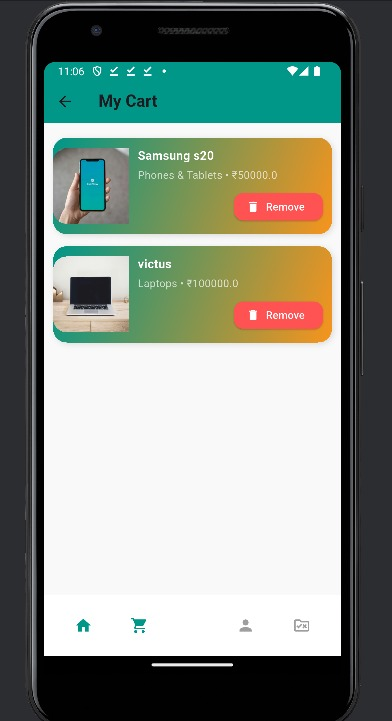 11:06
My Cart
Samsung s20
Phones & Tablets • ₹50000.0
Remove
victus
Laptops • ₹100000.0
Remove